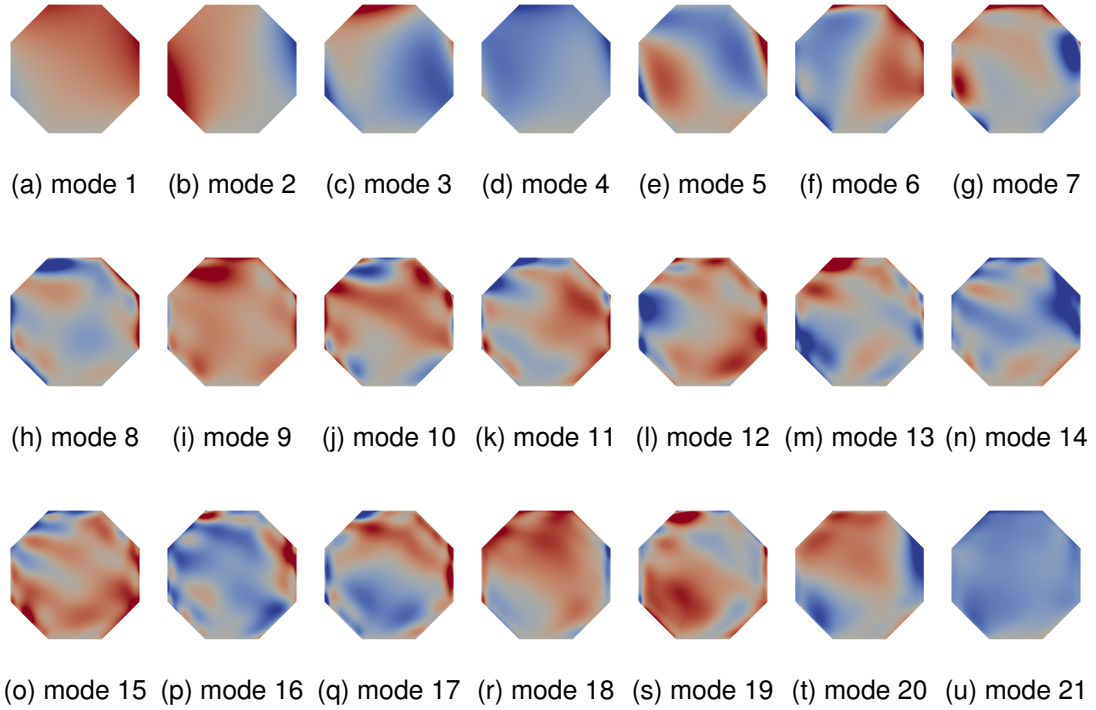 (a) mode 1 (b) mode 2 (c) mode 3 (d) mode 4 (e) mode 5 (f) mode 6 (g) mode 7
(h) mode 8 (i) mode 9 (j) mode 10 (k) mode 11 (l) mode 12 (m) mode 13 (n) mode 14
(o) mode 15 (p) mode 16 (q) mode 17 (r) mode 18 (s) mode 19 (t) mode 20 (u) mode 21